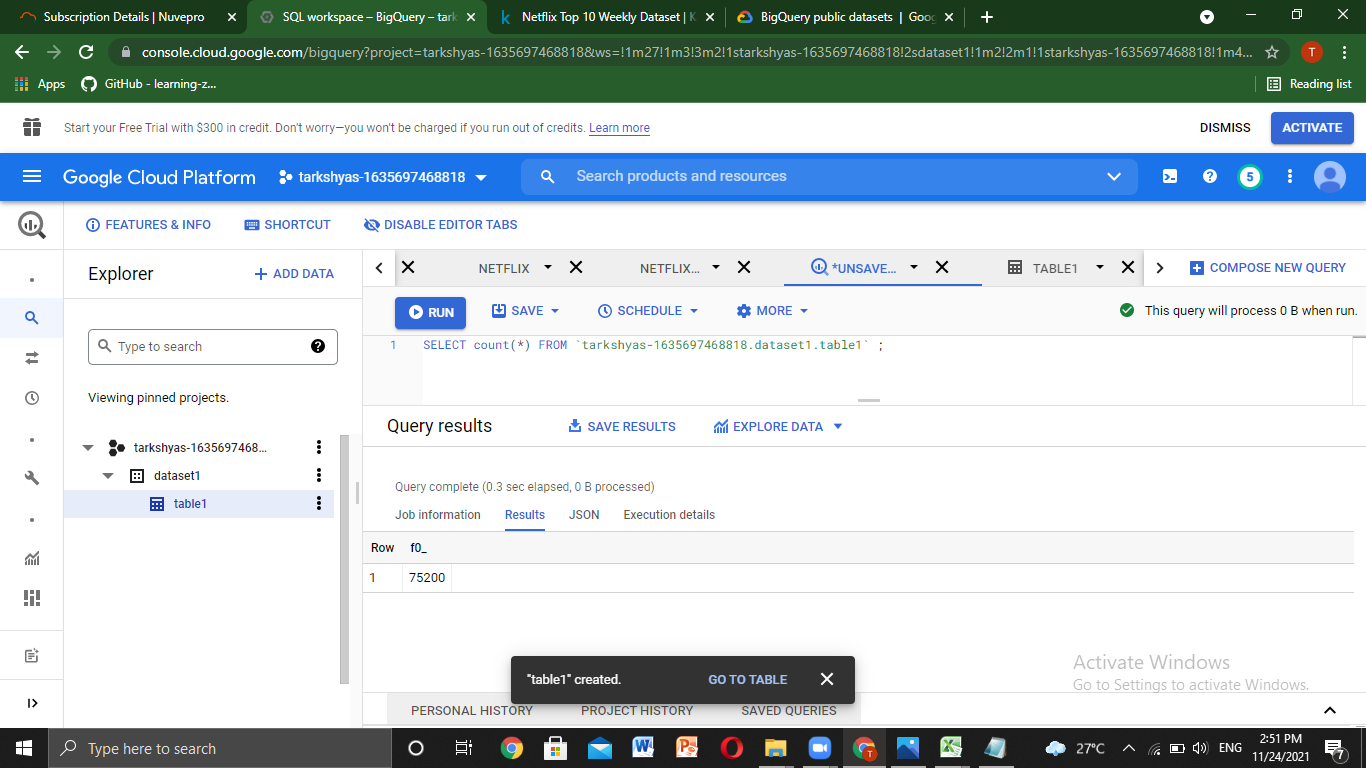 Subscription Details | Nuvepro
SQL workspace – BigQuery – tark
Netflix Top 10 Weekly Dataset | K
BigQuery public datasets | Goog
console.cloud.google.com/bigquery?project=tarkshyas-1635697468818&ws=!1m27!1m3!3m2!1starkshyas-1635697468818!2sdataset1!1m2!2m1!1starkshyas-1635697468818!1m4...
T
Apps
GitHub - learning-z...
Reading list
Start your Free Trial with $300 in credit. Don't worry—you won't be charged if you run out of credits. Learn more
DISMISS
ACTIVATE
Google Cloud Platform
tarkshyas-1635697468818
Search products and resources
5
FEATURES & INFO
SHORTCUT
DISABLE EDITOR TABS
Explorer
+ ADD DATA
NETFLIX
NETFLIX...
*UNSAVE...
TABLE1
COMPOSE NEW QUERY
RUN
SAVE
SCHEDULE
MORE
This query will process 0 B when run.
Type to search
1 SELECT count(*) FROM `tarkshyas-1635697468818.dataset1.table1` ;
Viewing pinned projects.
tarkshyas-1635697468...
dataset1
table1
Query results
SAVE RESULTS
EXPLORE DATA
Query complete (0.3 sec elapsed, 0 B processed)
Job information
Results
JSON
Execution details
Row f0_
1 75200
"table1" created.
GO TO TABLE
Activate Windows
Go to Settings to activate Windows.
PERSONAL HISTORY
PROJECT HISTORY
SAVED QUERIES
Type here to search
27°C
ENG
2:51 PM
11/24/2021
7